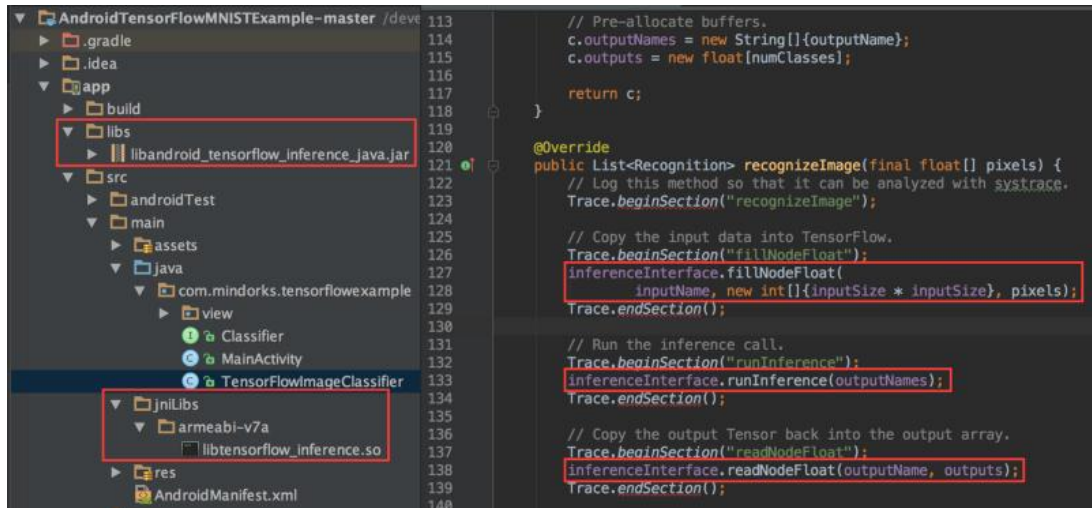 AndroidTensorFlowMNISTExample-master /deve
.gradle
.idea
app
build
libs
libandroid_tensorflow_inference_java.jar
src
androidTest
main
assets
java
com.mindorks.tensorflowexample
view
Classifier
MainActivity
TensorFlowImageClassifier
jniLibs
armeabi-v7a
libtensorflow_inference.so
res
AndroidManifest.xml
113 // Pre-allocate buffers.
114 c.outputNames = new String[]{outputName};
115 c.outputs = new float[numClasses];
116
117 return c;
118 }
119
120 @Override
121 public List<Recognition> recognizeImage(final float[] pixels) {
122 // Log this method so that it can be analyzed with systrace.
123 Trace.beginSection("recognizeImage");
124
125 // Copy the input data into TensorFlow.
126 Trace.beginSection("fillNodeFloat");
127 inferenceInterface.fillNodeFloat(
128 inputName, new int[]{inputSize * inputSize}, pixels);
129 Trace.endSection();
130
131 // Run the inference call.
132 Trace.beginSection("runInference");
133 inferenceInterface.runInference(outputNames);
134 Trace.endSection();
135
136 // Copy the output Tensor back into the output array.
137 Trace.beginSection("readNodeFloat");
138 inferenceInterface.readNodeFloat(outputName, outputs);
139 Trace.endSection();
140